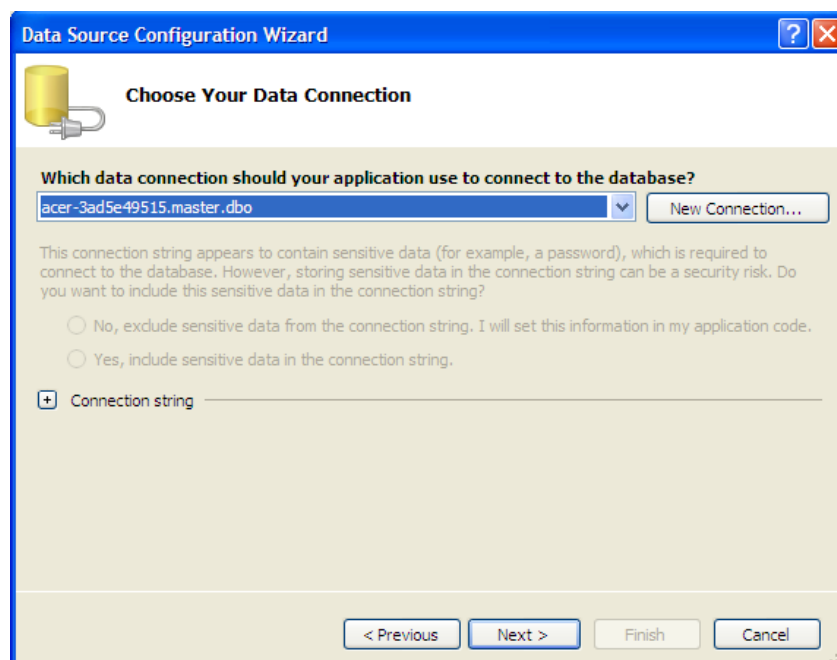 Data Source Configuration Wizard
Choose Your Data Connection
Which data connection should your application use to connect to the database?
acer-3ad5e49515.master.dbo
New Connection...
This connection string appears to contain sensitive data (for example, a password), which is required to
connect to the database. However, storing sensitive data in the connection string can be a security risk. Do
you want to include this sensitive data in the connection string?
No, exclude sensitive data from the connection string. I will set this information in my application code.
Yes, include sensitive data in the connection string.
Connection string
< Previous
Next >
Finish
Cancel